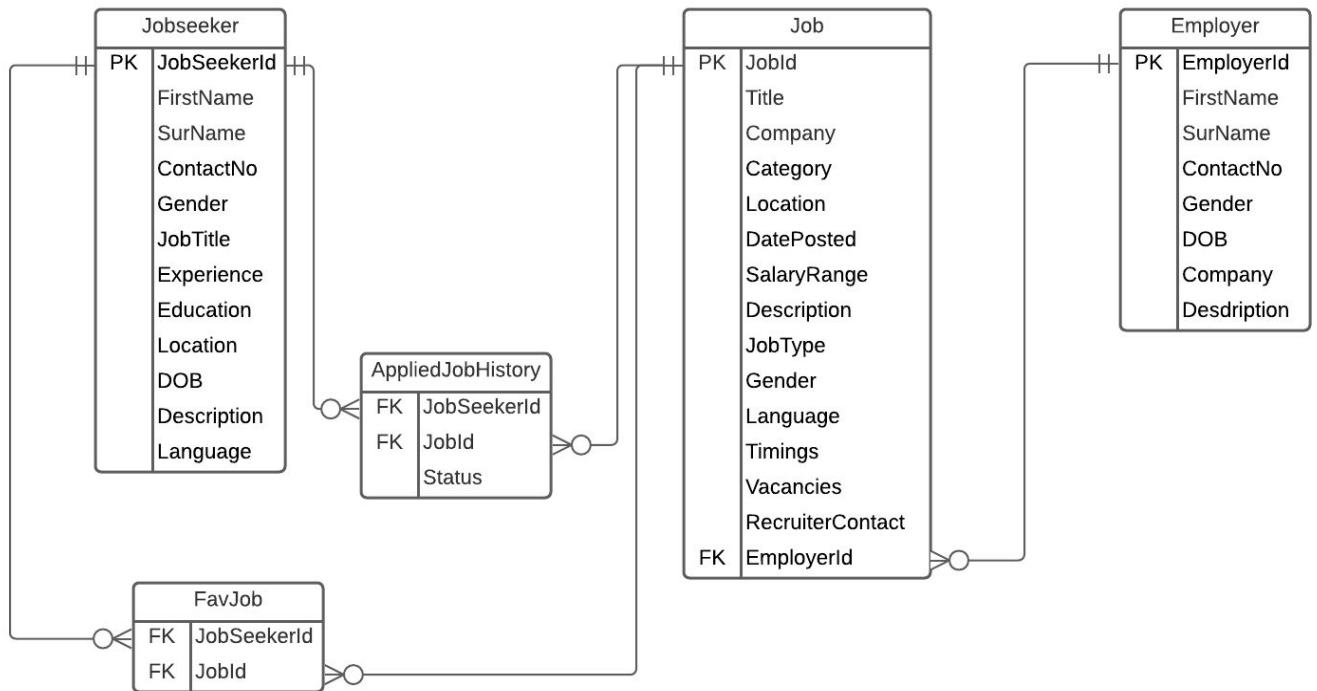 Jobseeker
PK JobSeekerId
FirstName
SurName
ContactNo
Gender
JobTitle
Experience
Education
Location
DOB
Description
Language
AppliedJobHistory
FK JobSeekerId
FK JobId
Status
FavJob
FK JobSeekerId
FK JobId
Job
PK JobId
Title
Company
Category
Location
DatePosted
SalaryRange
Description
JobType
Gender
Language
Timings
Vacancies
RecruiterContact
FK EmployerId
Employer
PK EmployerId
FirstName
SurName
ContactNo
Gender
DOB
Company
Desdription